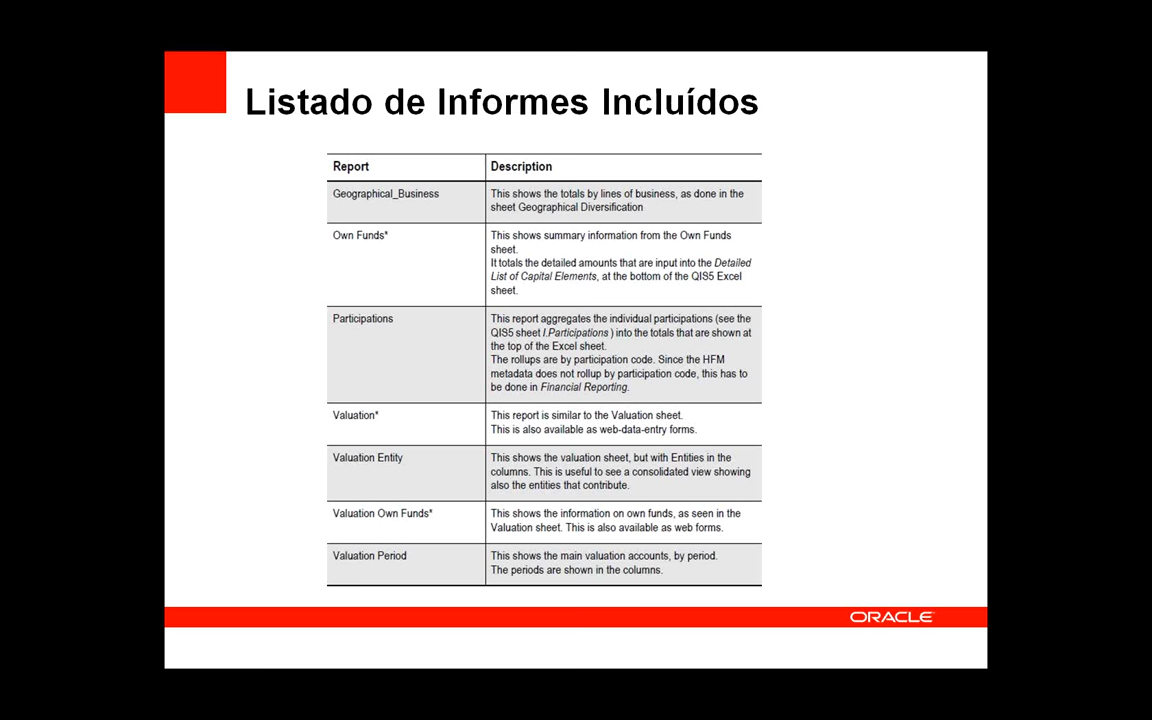 Listado de Informes Incluídos
Report Description
Geographical_Business This shows the totals by lines of business, as done in the
sheet Geographical Diversification
Own Funds* This shows summary information from the Own Funds
sheet.
It totals the detailed amounts that are input into the Detailed
List of Capital Elements, at the bottom of the QIS5 Excel
sheet.
Participations This report aggregates the individual participations (see the
QIS5 sheet I.Participations ) into the totals that are shown at
the top of the Excel sheet.
The rollups are by participation code. Since the HFM
metadata does not rollup by participation code, this has to
be done in Financial Reporting.
Valuation* This report is similar to the Valuation sheet.
This is also available as web-data-entry forms.
Valuation Entity This shows the valuation sheet, but with Entities in the
columns. This is useful to see a consolidated view showing
also the entities that contribute.
Valuation Own Funds* This shows the information on own funds, as seen in the
Valuation sheet. This is also available as web forms.
Valuation Period This shows the main valuation accounts, by period.
The periods are shown in the columns.
ORACLE